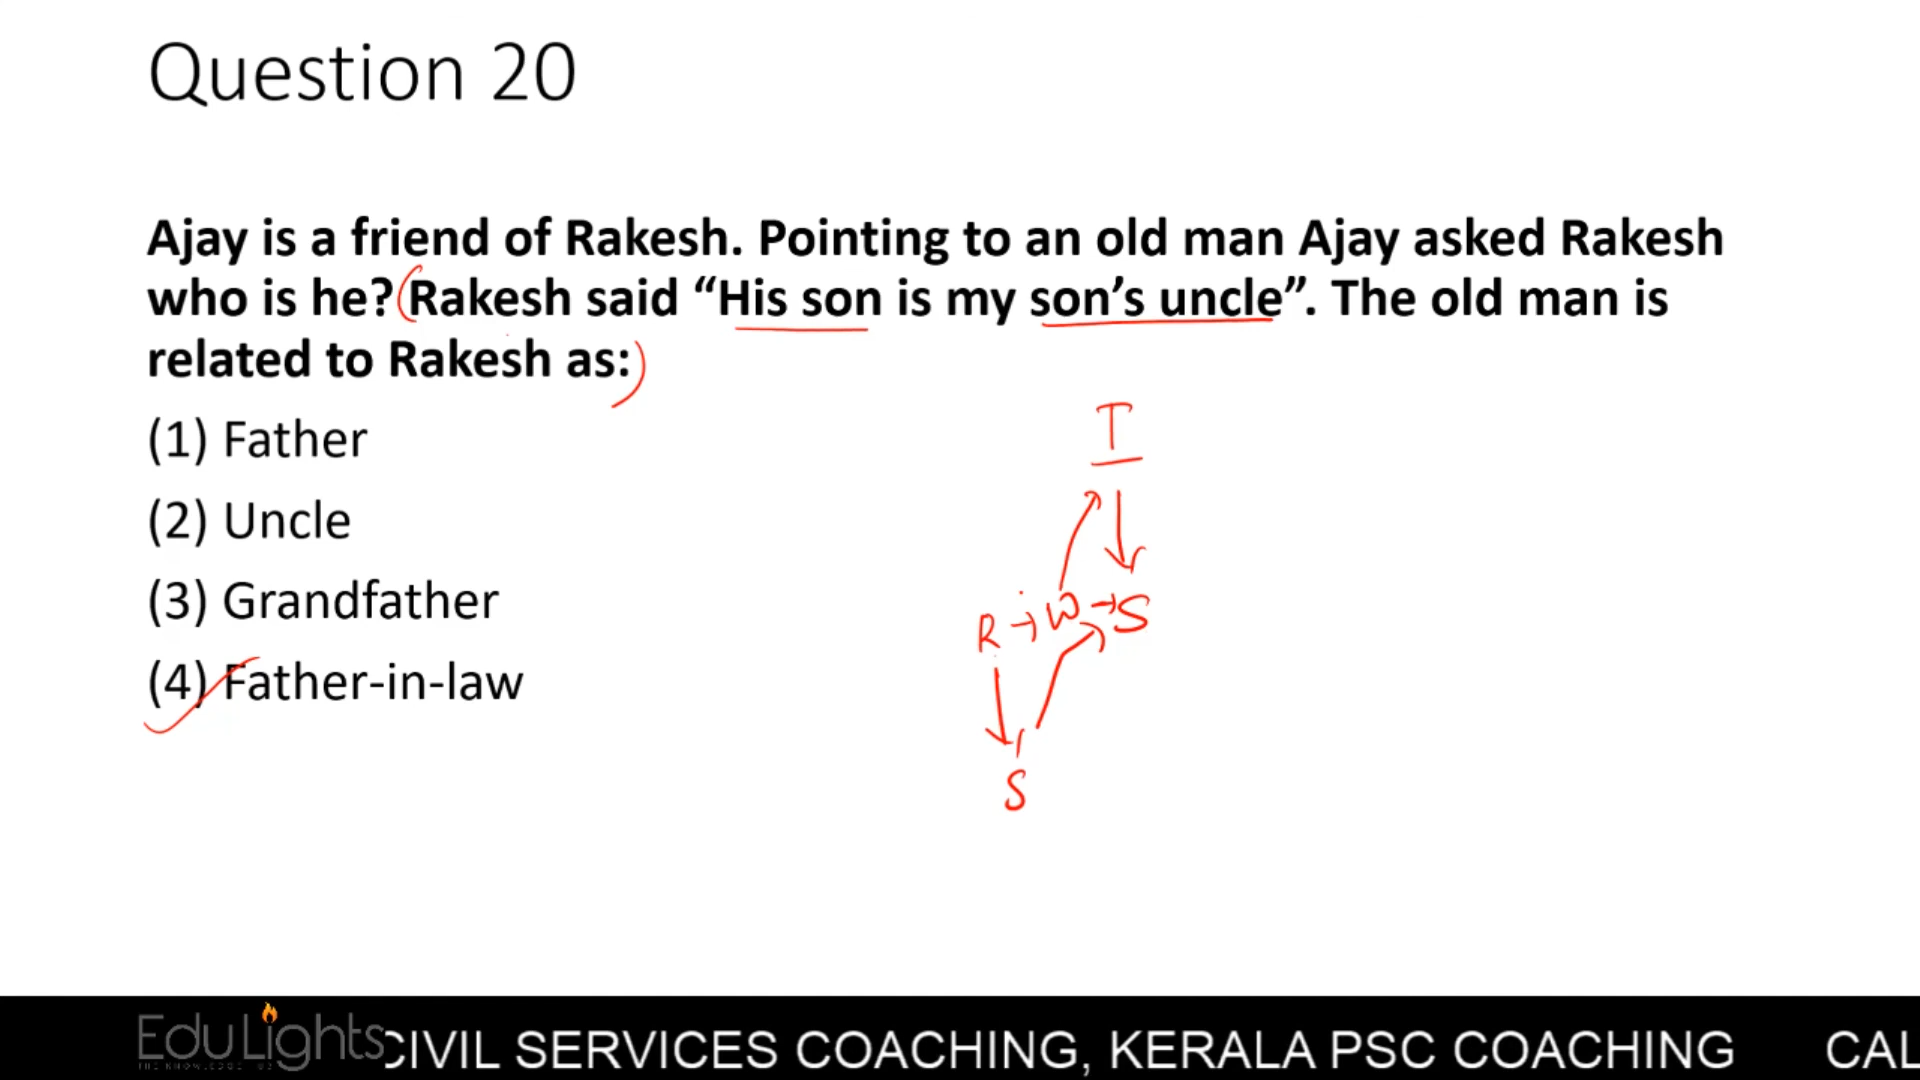 Question 20
Ajay is a friend of Rakesh. Pointing to an old man Ajay asked Rakesh
who is he? Rakesh said “His son is my son’s uncle”. The old man is
related to Rakesh as:
(1) Father
(2) Uncle
(3) Grandfather
(4) Father-in-law
I
R → W → S
S
EduLights CIVIL SERVICES COACHING, KERALA PSC COACHING CAL